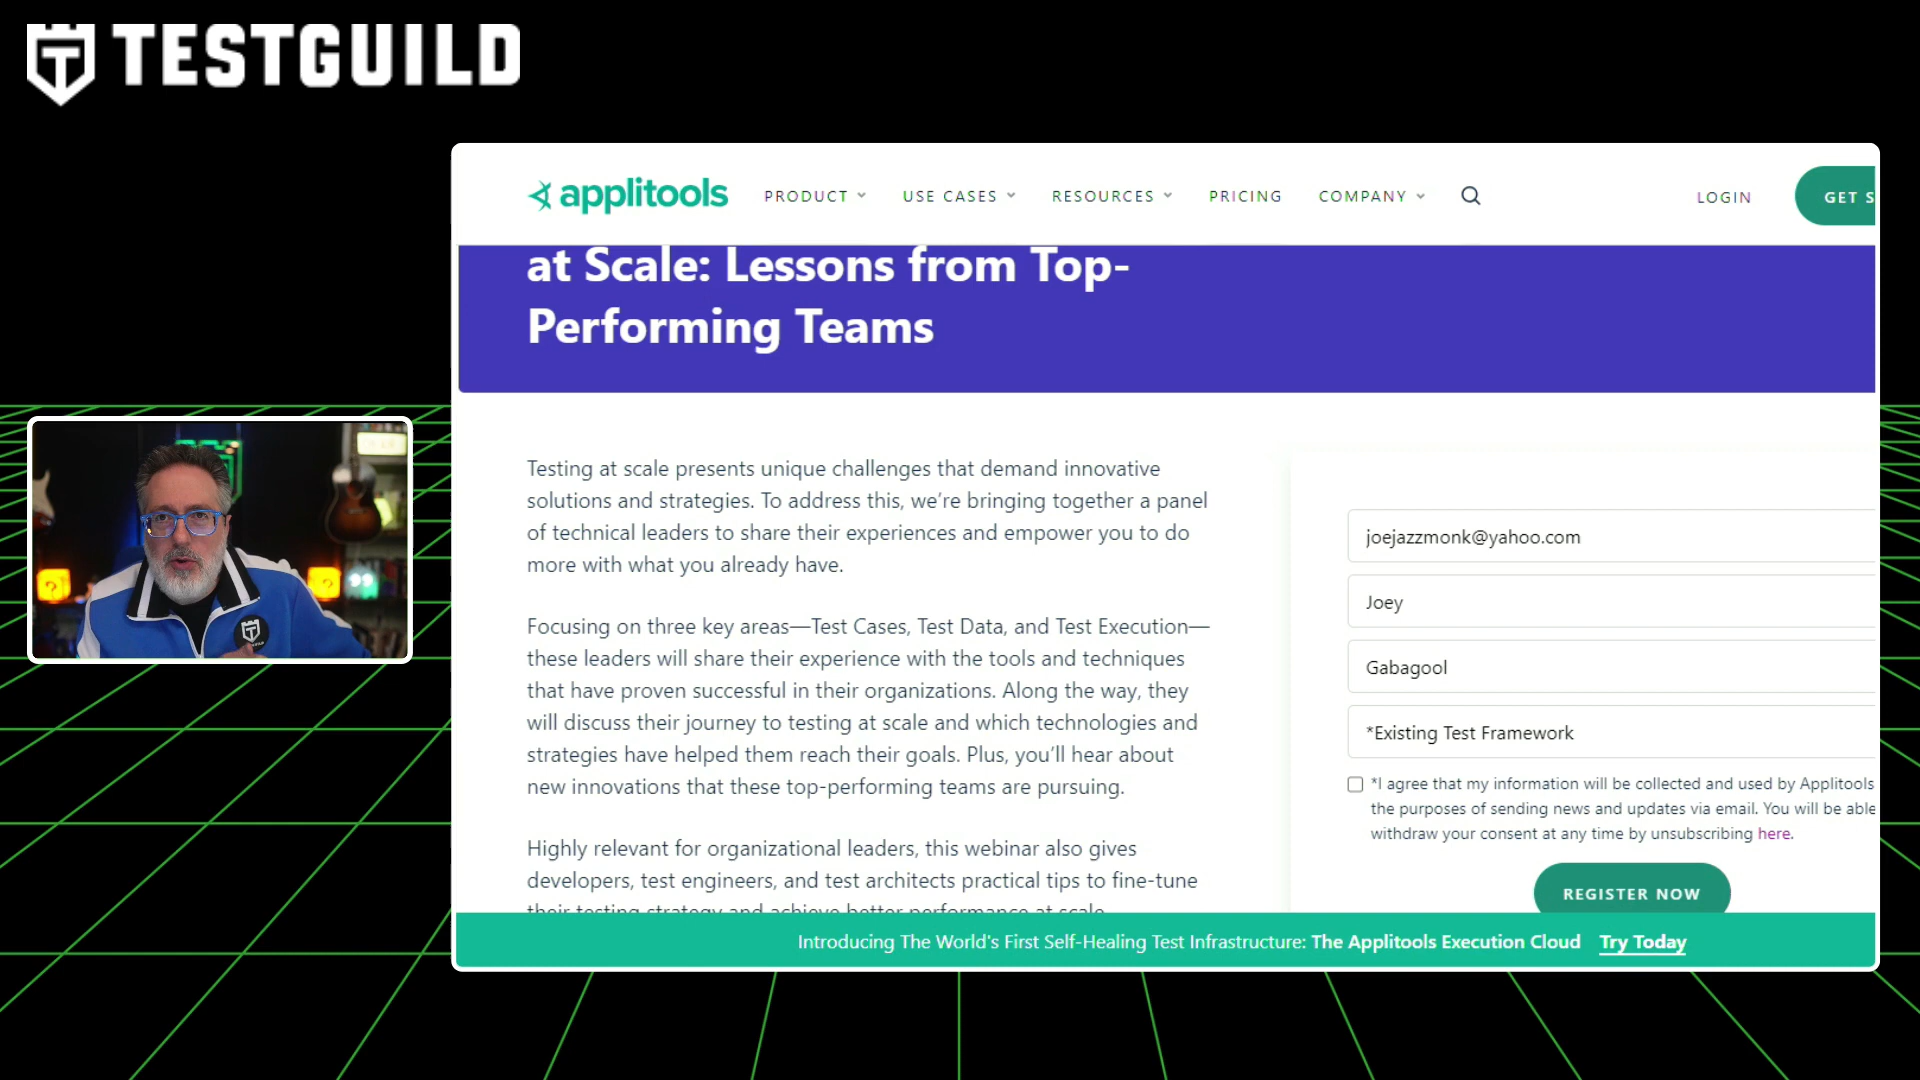 TESTGUILD
applitools
PRODUCT
USE CASES
RESOURCES
PRICING
COMPANY
LOGIN
GET S
at Scale: Lessons from Top-
Performing Teams
Testing at scale presents unique challenges that demand innovative
solutions and strategies. To address this, we're bringing together a panel
of technical leaders to share their experiences and empower you to do
more with what you already have.
Focusing on three key areas—Test Cases, Test Data, and Test Execution—
these leaders will share their experience with the tools and techniques
that have proven successful in their organizations. Along the way, they
will discuss their journey to testing at scale and which technologies and
strategies have helped them reach their goals. Plus, you'll hear about
new innovations that these top-performing teams are pursuing.
Highly relevant for organizational leaders, this webinar also gives
developers, test engineers, and test architects practical tips to fine-tune
their testing strategy and achieve better performance at scale.
joejazzmonk@yahoo.com
Joey
Gabagool
*Existing Test Framework
*I agree that my information will be collected and used by Applitools
the purposes of sending news and updates via email. You will be able
withdraw your consent at any time by unsubscribing here.
REGISTER NOW
Introducing The World's First Self-Healing Test Infrastructure: The Applitools Execution Cloud Try Today